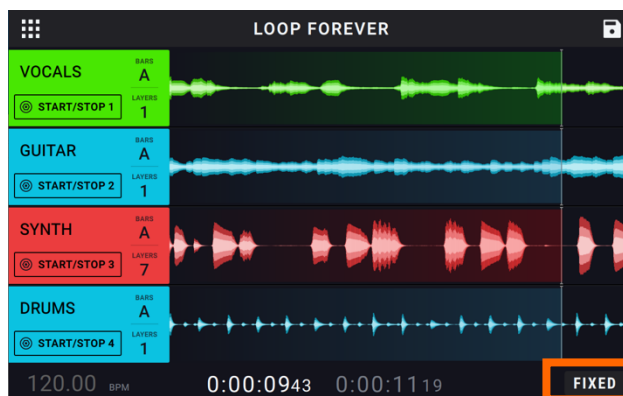 LOOP FOREVER
VOCALS
BARS
A
START/STOP 1
LAYERS
1
GUITAR
BARS
A
START/STOP 2
LAYERS
1
SYNTH
BARS
A
START/STOP 3
LAYERS
7
DRUMS
BARS
A
START/STOP 4
LAYERS
1
120.00 BPM 0:00:0943 0:00:1119 FIXED